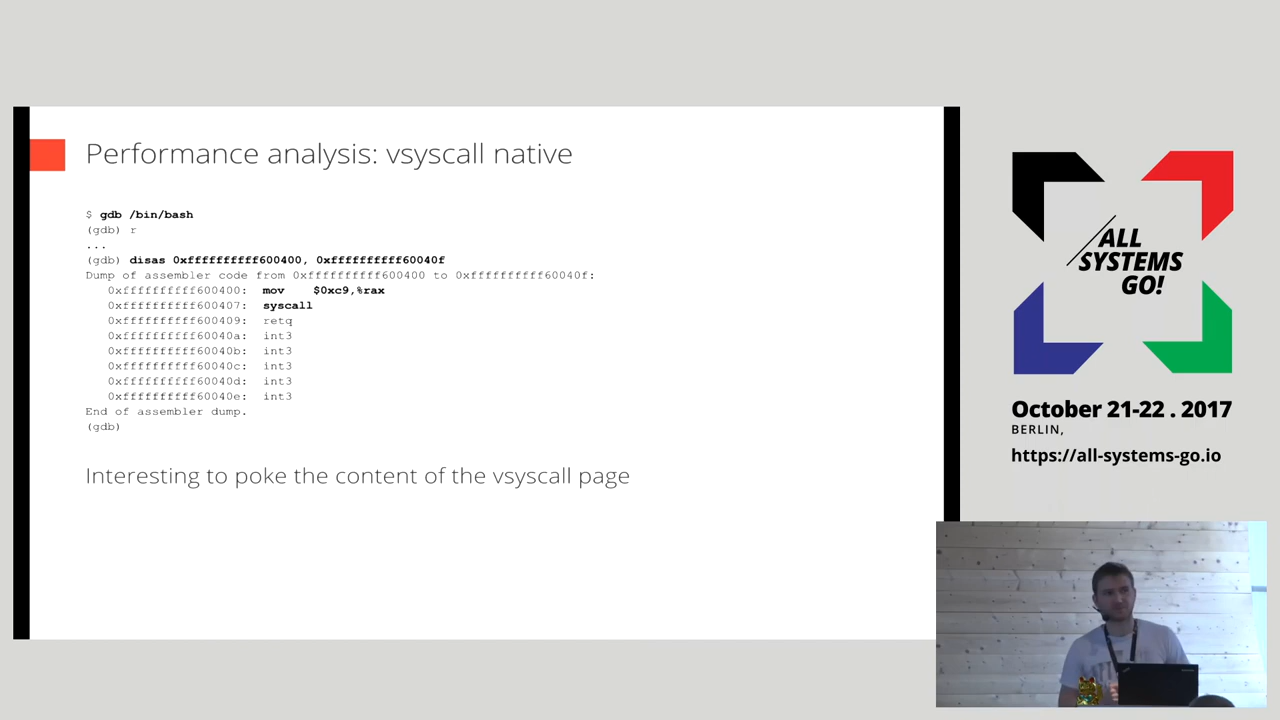 Performance analysis: vsyscall native
$ gdb /bin/bash
(gdb) r
...
(gdb) disas 0xffffffffff600400, 0xffffffffff60040f
Dump of assembler code from 0xffffffffff600400 to 0xffffffffff60040f:
0xffffffffff600400: mov $0xc9,%rax
0xffffffffff600407: syscall
0xffffffffff600409: retq
0xffffffffff60040a: int3
0xffffffffff60040b: int3
0xffffffffff60040c: int3
0xffffffffff60040d: int3
0xffffffffff60040e: int3
End of assembler dump.
(gdb)
Interesting to poke the content of the vsyscall page
ALL
SYSTEMS
GO!
October 21-22 . 2017
BERLIN,
https://all-systems-go.io